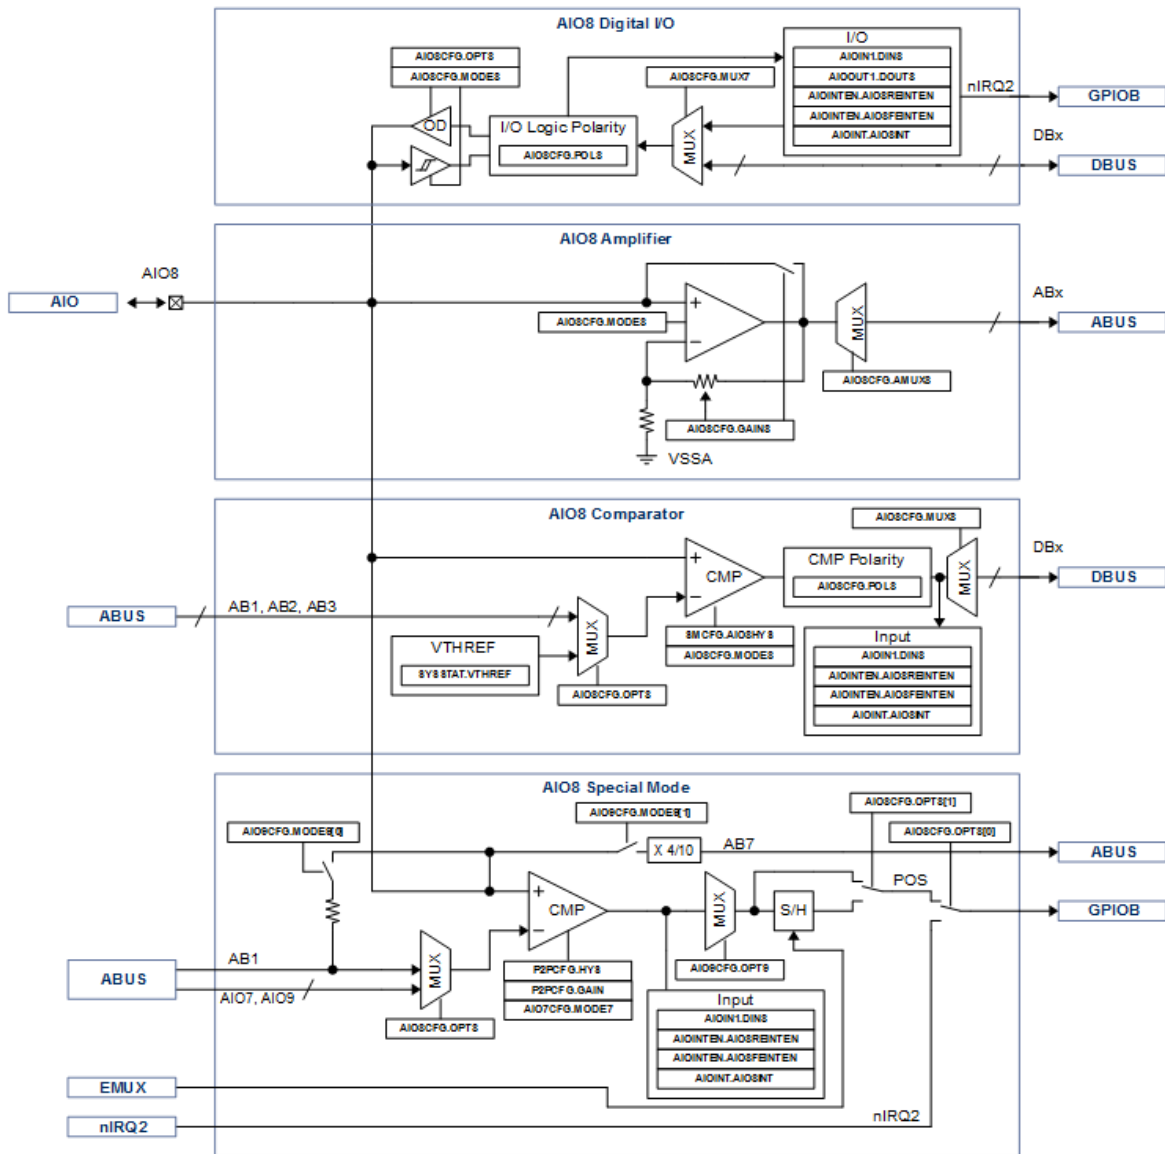 AIO8 Digital I/O
AIO8CFG.OPT8
AIO8CFG.MODE8
OD
I/O Logic Polarity
AIO8CFG.POL8
AIO8CFG.MUX7
MUX
I/O
AIOIN1.DIN8
AIOOUT1.DOUT8
AIOINTEN.AIO8REINTEN
AIOINTEN.AIO8FEINTEN
AIOINT.AIO8INT
nIRQ2
GPIOB
DBx
DBUS
AIO8 Amplifier
AIO
AIO8
AIO8CFG.MODE8
+
−
MUX
AIO8CFG.AMUX8
AIO8CFG.GAIN8
VSSA
ABx
ABUS
AIO8 Comparator
ABUS
AB1, AB2, AB3
VTHREF
SYSSTAT.VTHREF
MUX
AIO8CFG.OPT8
+
−
CMP
SMCFG.AIO8HYS
AIO8CFG.MODE8
CMP Polarity
AIO8CFG.POL8
AIO8CFG.MUX8
MUX
DBx
DBUS
Input
AIOIN1.DIN8
AIOINTEN.AIO8REINTEN
AIOINTEN.AIO8FEINTEN
AIOINT.AIO8INT
AIO8 Special Mode
AIO9CFG.MODE9[0]
AIO9CFG.MODE9[1]
AIO8CFG.OPT8[1]
AIO8CFG.OPT8[0]
X 4/10
AB7
ABUS
+
−
CMP
MUX
S/H
POS
GPIOB
ABUS
AB1
AIO7, AIO9
MUX
AIO8CFG.OPT8
P2PCFG.HYS
P2PCFG.GAIN
AIO7CFG.MODE7
AIO9CFG.OPT9
Input
AIOIN1.DIN8
AIOINTEN.AIO8REINTEN
AIOINTEN.AIO8FEINTEN
AIOINT.AIO8INT
EMUX
nIRQ2
nIRQ2